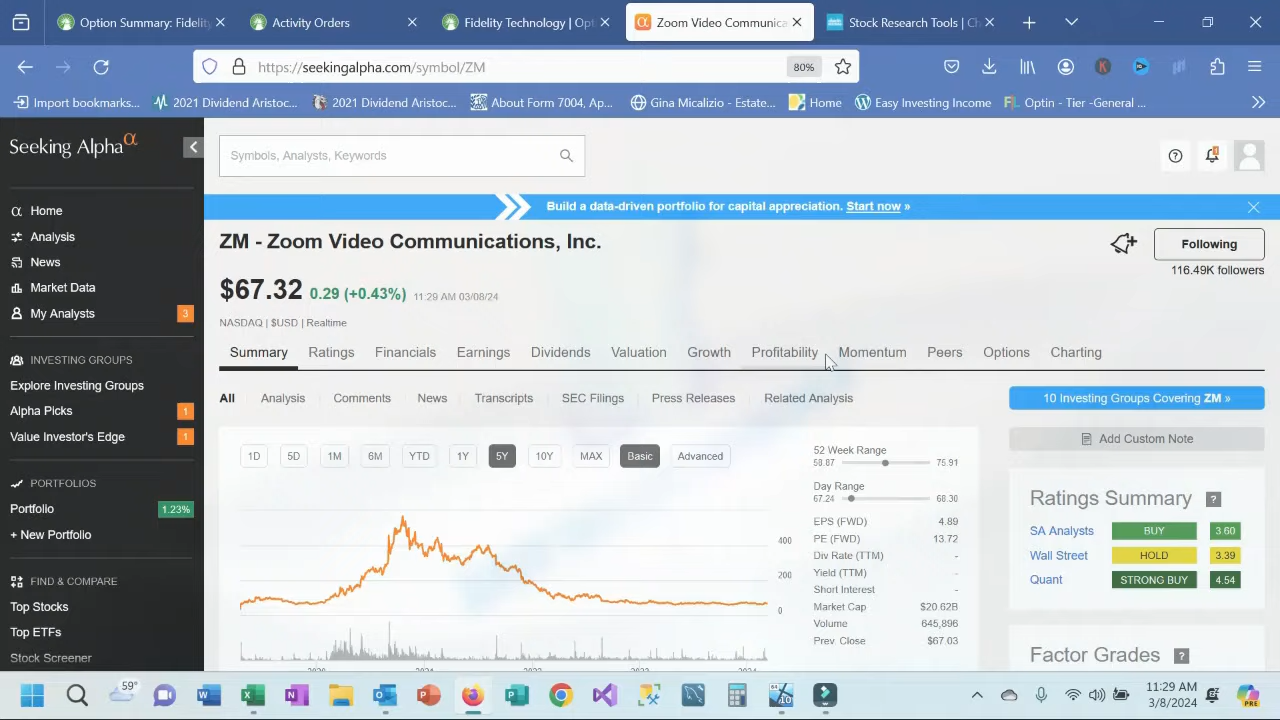 Option Summary: Fidelity
Activity Orders
Fidelity Technology | Opt
Zoom Video Communica
Stock Research Tools | Ch
https://seekingalpha.com/symbol/ZM
80%
Import bookmarks...
2021 Dividend Aristoc...
2021 Dividend Aristoc...
About Form 7004, Ap...
Gina Micalizio - Estate...
Home
Easy Investing Income
Optin - Tier -General ...
Seeking Alpha α
Symbols, Analysts, Keywords
Build a data-driven portfolio for capital appreciation. Start now »
Home
Analysis
News
Market Data
My Analysts 3
INVESTING GROUPS
Explore Investing Groups
Alpha Picks 1
Value Investor's Edge 1
PORTFOLIOS
Portfolio 1.23%
+ New Portfolio
FIND & COMPARE
Top Stocks
Top ETFs
Stock Screener
ZM - Zoom Video Communications, Inc.
Following
116.49K followers
$67.32 0.29 (+0.43%) 11:29 AM 03/08/24
NASDAQ | $USD | Realtime
Summary Ratings Financials Earnings Dividends Valuation Growth Profitability Momentum Peers Options Charting
All Analysis Comments News Transcripts SEC Filings Press Releases Related Analysis
10 Investing Groups Covering ZM »
Add Custom Note
1D 5D 1M 6M YTD 1Y 5Y 10Y MAX Basic Advanced
400
200
0
52 Week Range
58.87 75.91
Day Range
67.24 68.30
EPS (FWD) 4.89
PE (FWD) 13.72
Div Rate (TTM) -
Yield (TTM) -
Short Interest -
Market Cap $20.62B
Volume 645,896
Prev. Close $67.03
Ratings Summary ?
SA Analysts BUY 3.60
Wall Street HOLD 3.39
Quant STRONG BUY 4.54
Factor Grades ?
59°
11:29 AM
3/8/2024
PRE